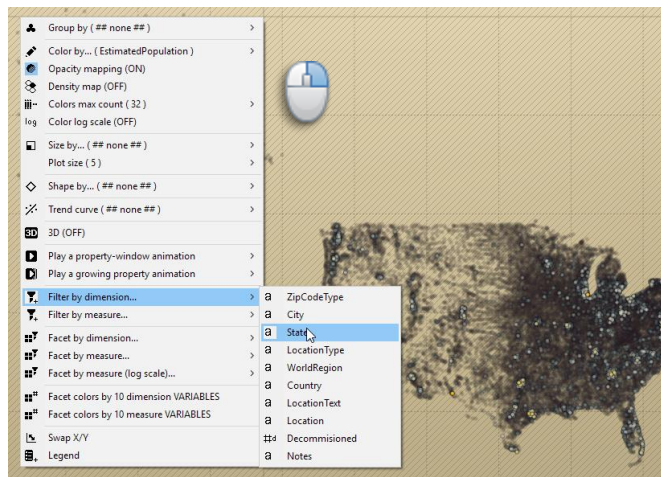 Group by ( ## none ## )
Color by... ( EstimatedPopulation )
Opacity mapping (ON)
Density map (OFF)
Colors max count ( 32 )
log Color log scale (OFF)
Size by... ( ## none ## )
Plot size ( 5 )
Shape by... ( ## none ## )
Trend curve ( ## none ## )
3D 3D (OFF)
Play a property-window animation
Play a growing property animation
Filter by dimension...
Filter by measure...
Facet by dimension...
Facet by measure...
Facet by measure (log scale)...
Facet colors by 10 dimension VARIABLES
Facet colors by 10 measure VARIABLES
Swap X/Y
Legend
a ZipCodeType
a City
a State
a LocationType
a WorldRegion
a Country
a LocationText
a Location
#d Decommisioned
a Notes